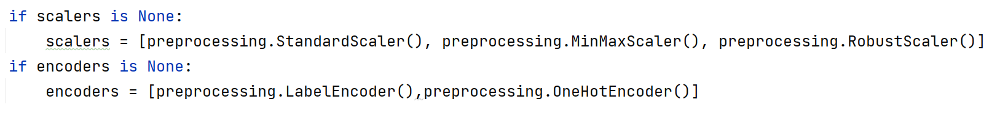 if scalers is None:
    scalers = [preprocessing.StandardScaler(), preprocessing.MinMaxScaler(), preprocessing.RobustScaler()]
if encoders is None:
    encoders = [preprocessing.LabelEncoder(),preprocessing.OneHotEncoder()]